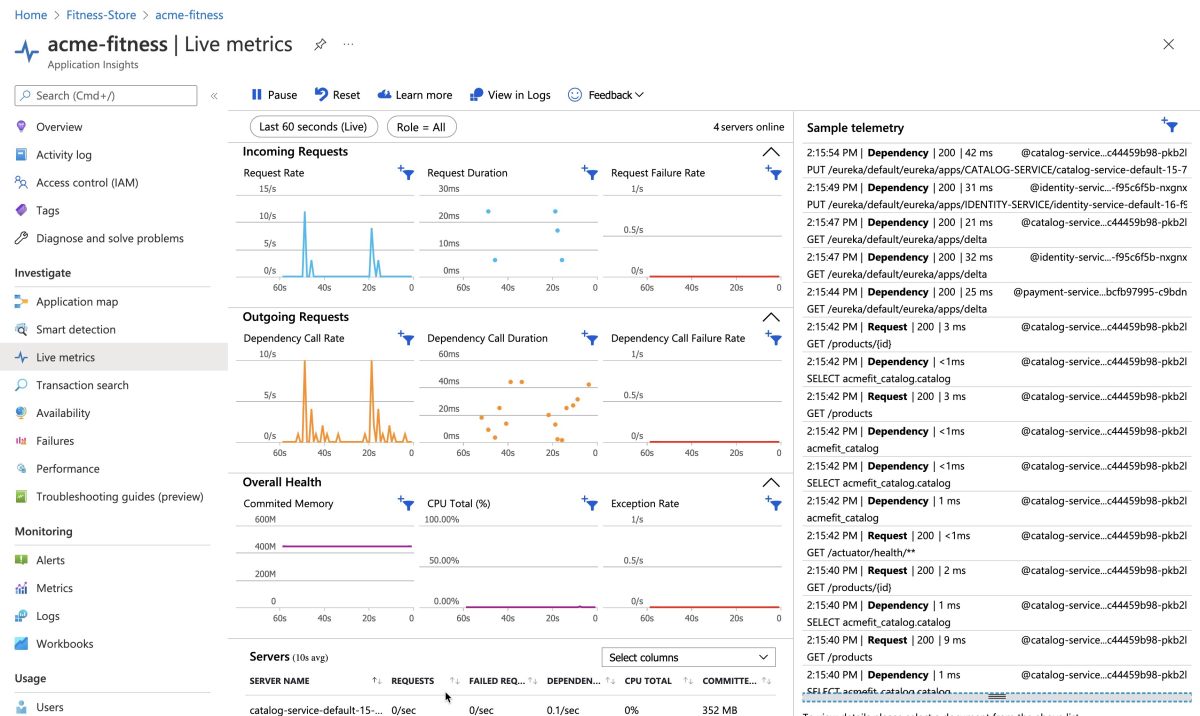 Home > Fitness-Store > acme-fitness
acme-fitness | Live metrics
Application Insights
Search (Cmd+/)
Overview
Activity log
Access control (IAM)
Tags
Diagnose and solve problems
Investigate
Application map
Smart detection
Live metrics
Transaction search
Availability
Failures
Performance
Troubleshooting guides (preview)
Monitoring
Alerts
Metrics
Logs
Workbooks
Usage
Users
Pause Reset Learn more View in Logs Feedback
Last 60 seconds (Live) Role = All 4 servers online
Incoming Requests
Request Rate
15/s
10/s
5/s
0/s
60s 40s 20s 0
Request Duration
30ms
20ms
10ms
0ms
60s 40s 20s 0
Request Failure Rate
1/s
0.5/s
0/s
60s 40s 20s 0
Outgoing Requests
Dependency Call Rate
10/s
5/s
0/s
60s 40s 20s 0
Dependency Call Duration
60ms
40ms
20ms
0ms
60s 40s 20s 0
Dependency Call Failure Rate
1/s
0.5/s
0/s
60s 40s 20s 0
Overall Health
Commited Memory
600M
400M
200M
0
60s 40s 20s 0
CPU Total (%)
100.00%
50.00%
0.00%
60s 40s 20s 0
Exception Rate
1/s
0.5/s
0/s
60s 40s 20s 0
Servers (10s avg)
Select columns
SERVER NAME REQUESTS FAILED REQ... DEPENDEN... CPU TOTAL COMMITTE...
catalog-service-default-15-... 0/sec 0/sec 0.1/sec 0% 352 MB
Sample telemetry
2:15:54 PM | Dependency | 200 | 42 ms @catalog-service...c44459b98-pkb2l
PUT /eureka/default/eureka/apps/CATALOG-SERVICE/catalog-service-default-15-7
2:15:49 PM | Dependency | 200 | 31 ms @identity-servic...-f95c6f5b-nxgnx
PUT /eureka/default/eureka/apps/IDENTITY-SERVICE/identity-service-default-16-f9
2:15:47 PM | Dependency | 200 | 21 ms @catalog-service...c44459b98-pkb2l
GET /eureka/default/eureka/apps/delta
2:15:47 PM | Dependency | 200 | 32 ms @identity-servic...-f95c6f5b-nxgnx
GET /eureka/default/eureka/apps/delta
2:15:44 PM | Dependency | 200 | 25 ms @payment-service...bcfb97995-c9bdn
GET /eureka/default/eureka/apps/delta
2:15:42 PM | Request | 200 | 3 ms @catalog-service...c44459b98-pkb2l
GET /products/{id}
2:15:42 PM | Dependency | <1ms @catalog-service...c44459b98-pkb2l
SELECT acmefit_catalog.catalog
2:15:42 PM | Request | 200 | 3 ms @catalog-service...c44459b98-pkb2l
GET /products
2:15:42 PM | Dependency | <1ms @catalog-service...c44459b98-pkb2l
acmefit_catalog
2:15:42 PM | Dependency | <1ms @catalog-service...c44459b98-pkb2l
SELECT acmefit_catalog.catalog
2:15:42 PM | Dependency | 1 ms @catalog-service...c44459b98-pkb2l
acmefit_catalog
2:15:42 PM | Request | 200 | <1ms @catalog-service...c44459b98-pkb2l
GET /actuator/health/**
2:15:40 PM | Request | 200 | 2 ms @catalog-service...c44459b98-pkb2l
GET /products/{id}
2:15:40 PM | Dependency | 1 ms @catalog-service...c44459b98-pkb2l
SELECT acmefit_catalog.catalog
2:15:40 PM | Request | 200 | 9 ms @catalog-service...c44459b98-pkb2l
GET /products
2:15:40 PM | Dependency | 1 ms @catalog-service...c44459b98-pkb2l
SELECT acmefit_catalog.catalog